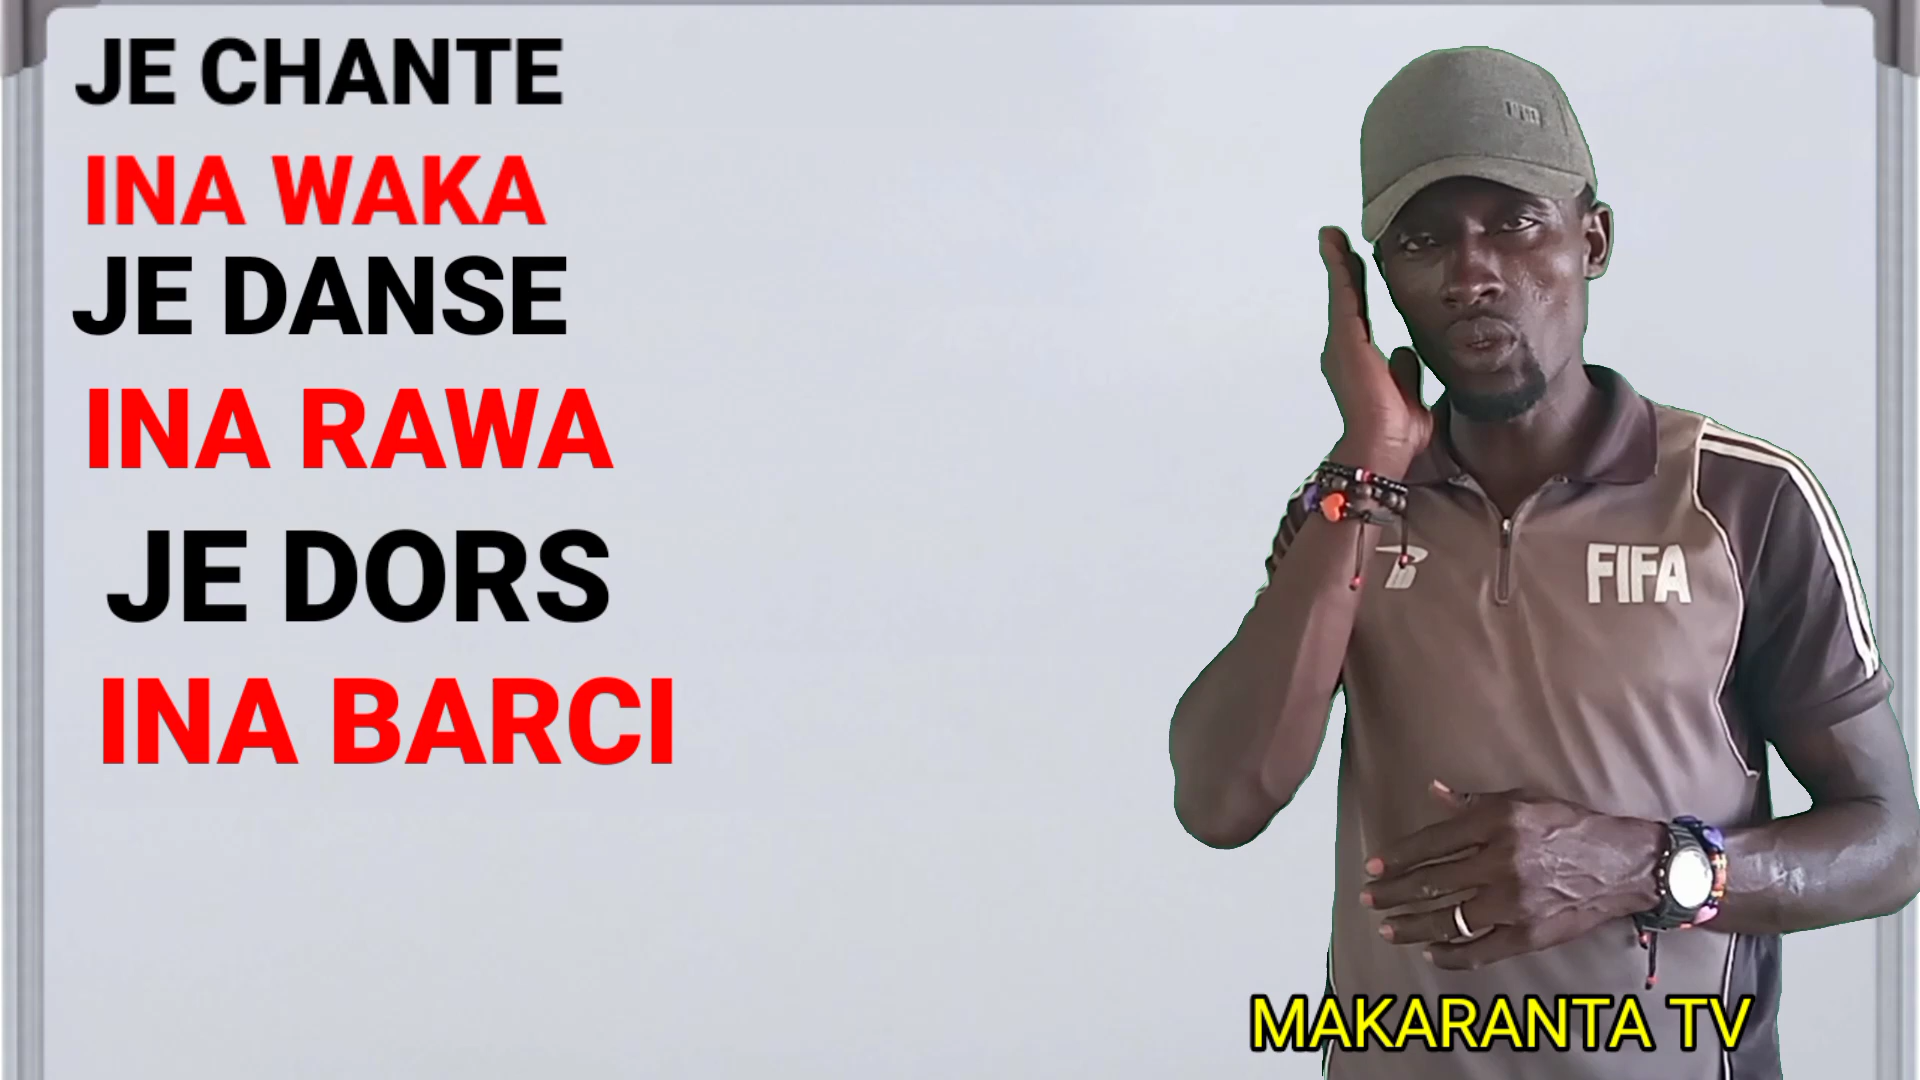 JE CHANTE
INA WAKA
JE DANSE
INA RAWA
JE DORS
INA BARCI
FIFA
MAKARANTA TV